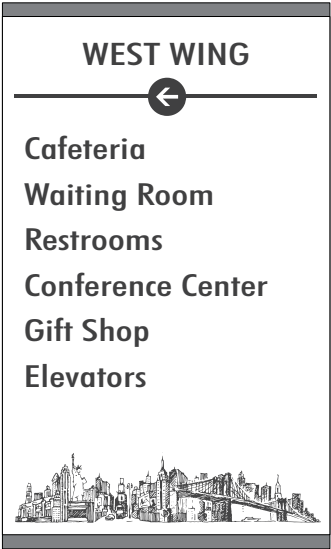 WEST WING
Cafeteria
Waiting Room
Restrooms
Conference Center
Gift Shop
Elevators